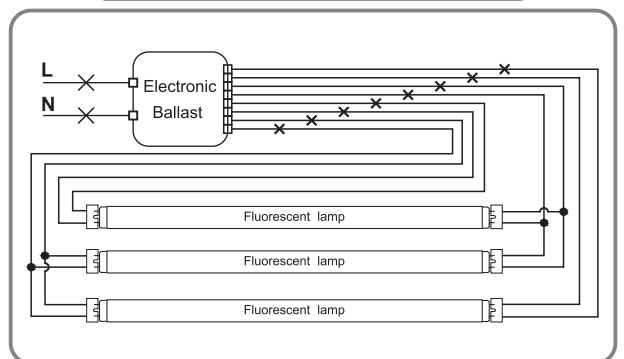 L
N
Electronic
Ballast
Fluorescent lamp
Fluorescent lamp
Fluorescent lamp